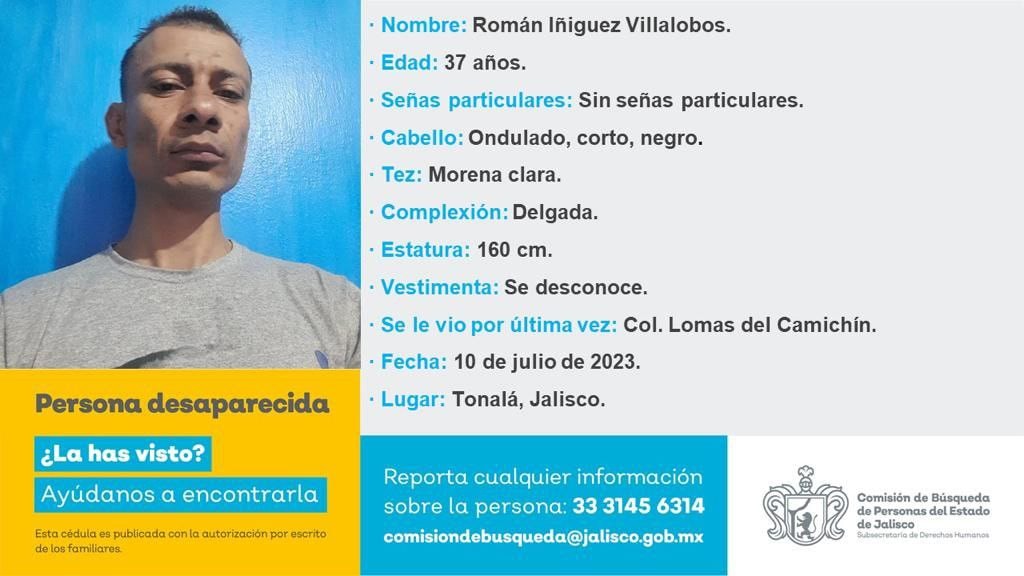 · Nombre: Román Iñiguez Villalobos.
· Edad: 37 años.
· Señas particulares: Sin señas particulares.
· Cabello: Ondulado, corto, negro.
· Tez: Morena clara.
· Complexión: Delgada.
· Estatura: 160 cm.
· Vestimenta: Se desconoce.
· Se le vio por última vez: Col. Lomas del Camichín.
· Fecha: 10 de julio de 2023.
· Lugar: Tonalá, Jalisco.
Persona desaparecida
¿La has visto?
Ayúdanos a encontrarla
Esta cédula es publicada con la autorización por escrito
de los familiares.
Reporta cualquier información
sobre la persona: 33 3145 6314
comisiondebusqueda@jalisco.gob.mx
Comisión de Búsqueda
de Personas del Estado
de Jalisco
Subsecretaría de Derechos Humanos